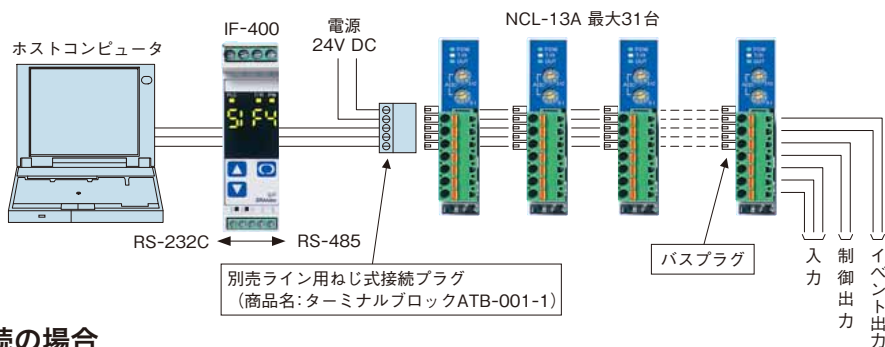 ホストコンピュータ
IF-400
電源
24V DC
NCL-13A 最大31台
RS-232C
RS-485
別売ライン用ねじ式接続プラグ
（商品名：ターミナルブロックATB-001-1）
バスプラグ
入力
制御出力
イベント出力
続の場合